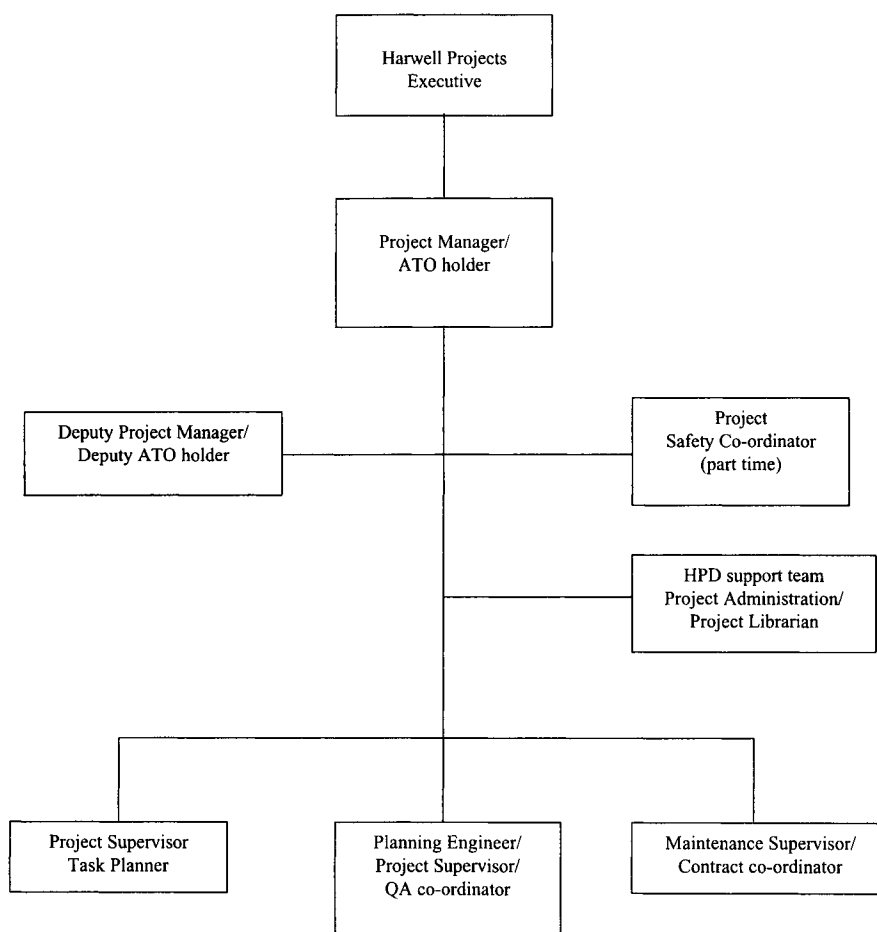 Harwell Projects
Executive
Project Manager/
ATO holder
Deputy Project Manager/
Deputy ATO holder
Project
Safety Co-ordinator
(part time)
HPD support team
Project Administration/
Project Librarian
Project Supervisor
Task Planner
Planning Engineer/
Project Supervisor/
QA co-ordinator
Maintenance Supervisor/
Contract co-ordinator